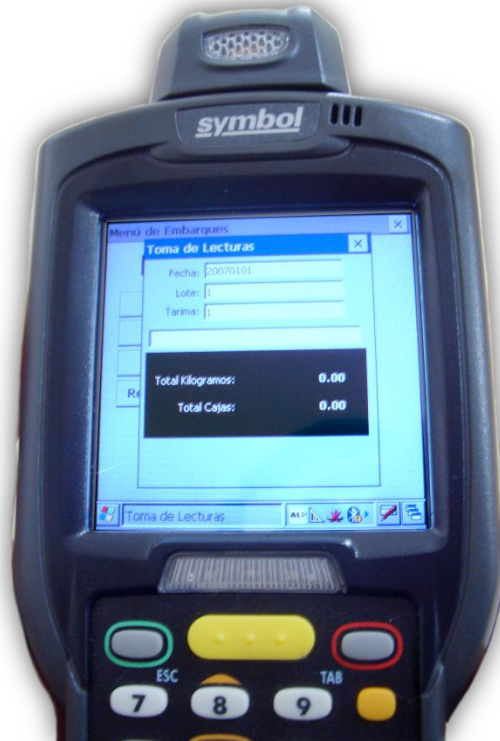 symbol
Menú de Embarques
Toma de Lecturas
Fecha: 20070101
Lote: 1
Tarima: 1
Re
Total Kilogramos: 0.00
Total Cajas: 0.00
Toma de Lecturas
ESC
TAB
7
8
9